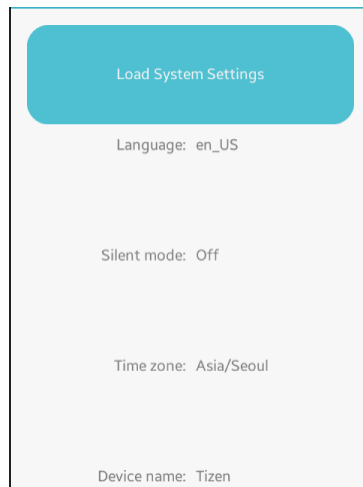 Load System Settings
Language: en_US
Silent mode: Off
Time zone: Asia/Seoul
Device name: Tizen